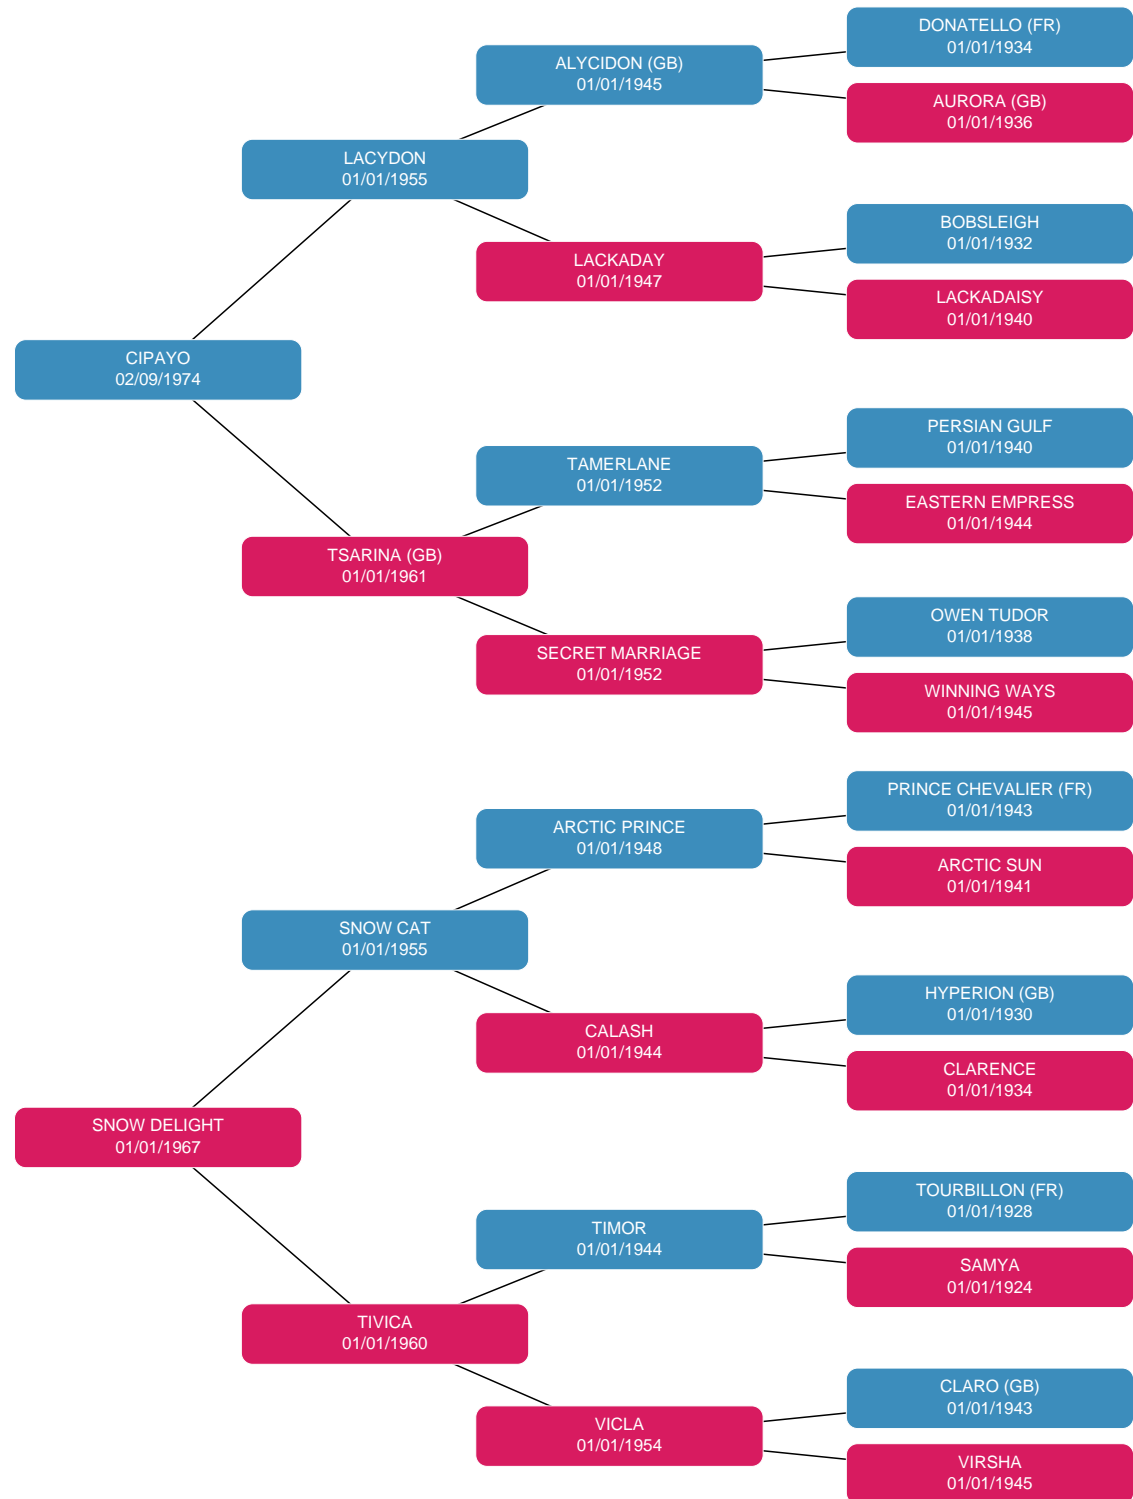 DONATELLO (FR)
01/01/1934
ALYCIDON (GB)
01/01/1945
AURORA (GB)
01/01/1936
LACYDON
01/01/1955
BOBSLEIGH
01/01/1932
LACKADAY
01/01/1947
LACKADAISY
01/01/1940
CIPAYO
02/09/1974
PERSIAN GULF
01/01/1940
TAMERLANE
01/01/1952
EASTERN EMPRESS
01/01/1944
TSARINA (GB)
01/01/1961
OWEN TUDOR
01/01/1938
SECRET MARRIAGE
01/01/1952
WINNING WAYS
01/01/1945
PRINCE CHEVALIER (FR)
01/01/1943
ARCTIC PRINCE
01/01/1948
ARCTIC SUN
01/01/1941
SNOW CAT
01/01/1955
HYPERION (GB)
01/01/1930
CALASH
01/01/1944
CLARENCE
01/01/1934
SNOW DELIGHT
01/01/1967
TOURBILLON (FR)
01/01/1928
TIMOR
01/01/1944
SAMYA
01/01/1924
TIVICA
01/01/1960
CLARO (GB)
01/01/1943
VICLA
01/01/1954
VIRSHA
01/01/1945